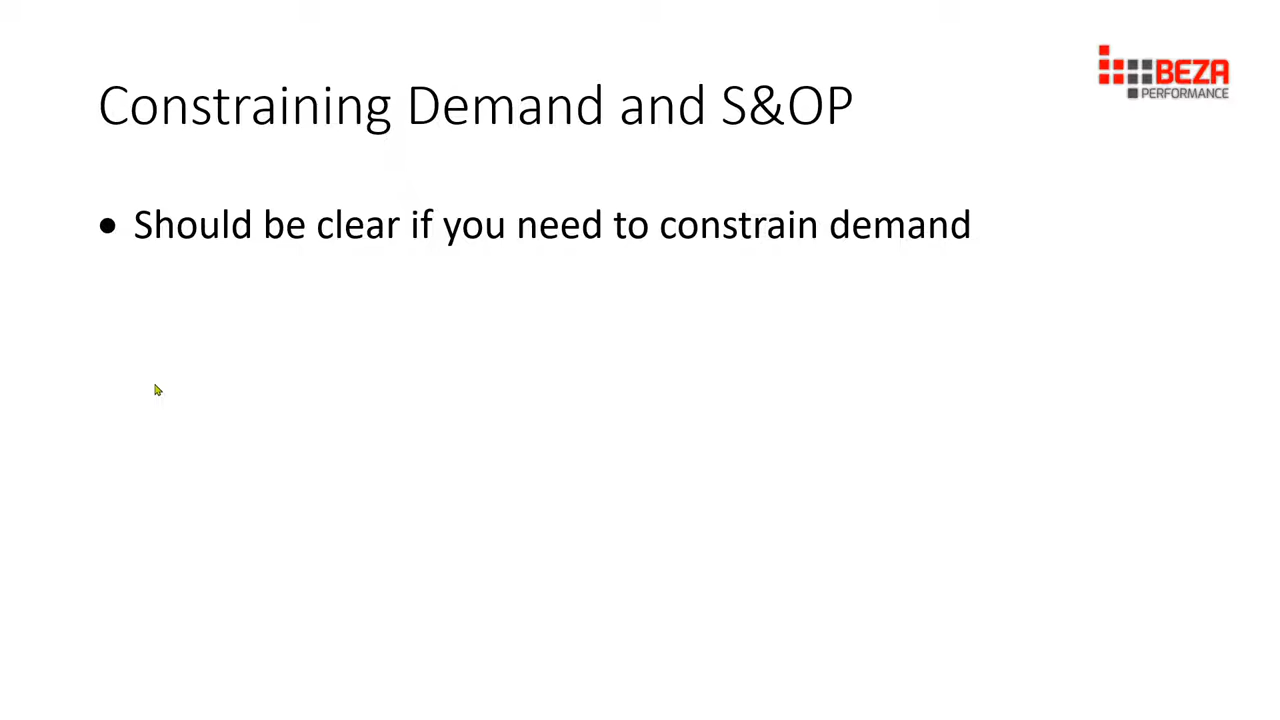 BEZA
PERFORMANCE
Constraining Demand and S&OP
• Should be clear if you need to constrain demand